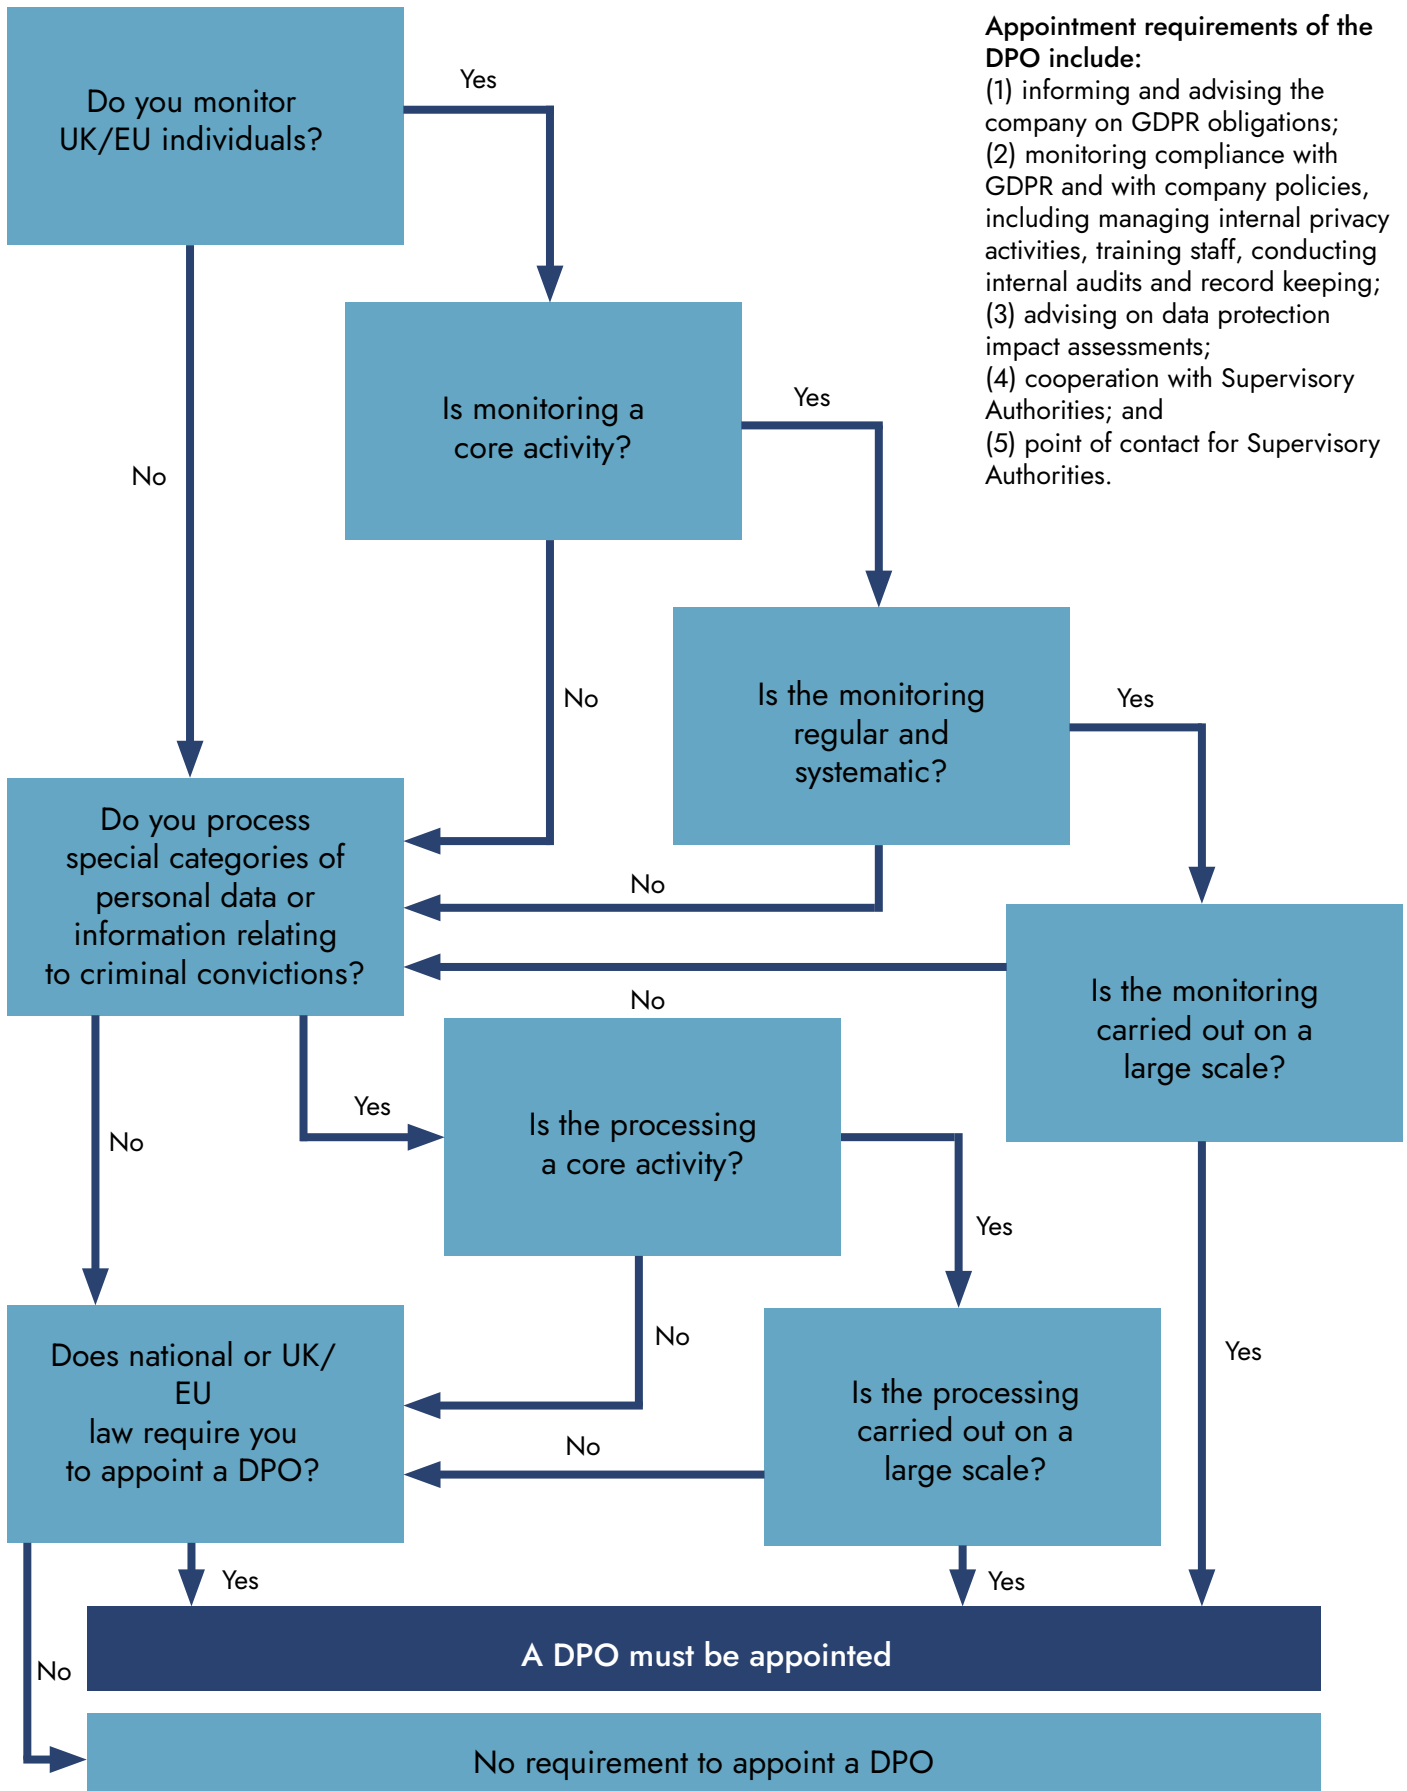 Do you monitor
UK/EU individuals?
Yes
Appointment requirements of the
DPO include:
(1) informing and advising the
company on GDPR obligations;
(2) monitoring compliance with
GDPR and with company policies,
including managing internal privacy
activities, training staff, conducting
internal audits and record keeping;
(3) advising on data protection
impact assessments;
(4) cooperation with Supervisory
Authorities; and
(5) point of contact for Supervisory
Authorities.
No
Is monitoring a
core activity?
Yes
No
Is the monitoring
regular and
systematic?
Yes
No
Do you process
special categories of
personal data or
information relating
to criminal convictions?
No
Is the monitoring
carried out on a
large scale?
Yes
No
Is the processing
a core activity?
Yes
No
Yes
Does national or UK/
EU
law require you
to appoint a DPO?
No
Is the processing
carried out on a
large scale?
Yes
Yes
No
A DPO must be appointed
No requirement to appoint a DPO